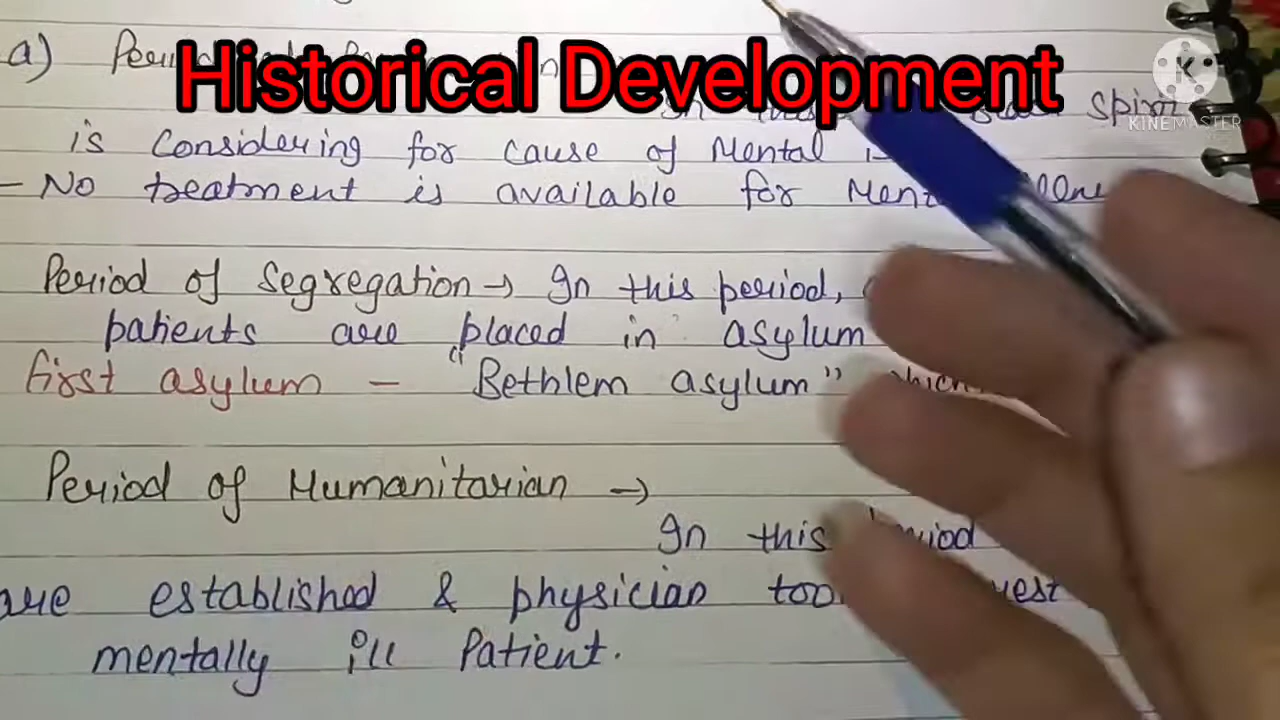 Historical Development
a)
KINEMASTER
In
is Considering for cause of Mental
- No treatment is available for
Period of Segregation → In this period,
patients are placed in asylum
first asylum - "Bethlem asylum"
Period of Humanitarian →
In this
are established & physician
mentally ill Patient.